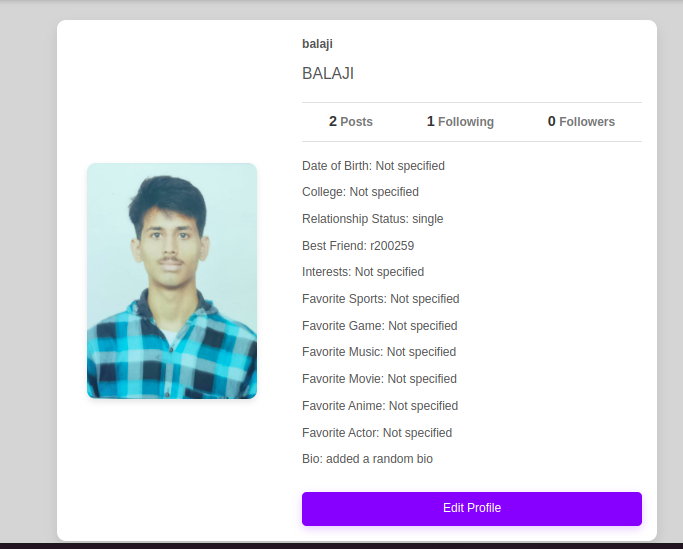 balaji
BALAJI
2 Posts 1 Following 0 Followers
Date of Birth: Not specified
College: Not specified
Relationship Status: single
Best Friend: r200259
Interests: Not specified
Favorite Sports: Not specified
Favorite Game: Not specified
Favorite Music: Not specified
Favorite Movie: Not specified
Favorite Anime: Not specified
Favorite Actor: Not specified
Bio: added a random bio
Edit Profile